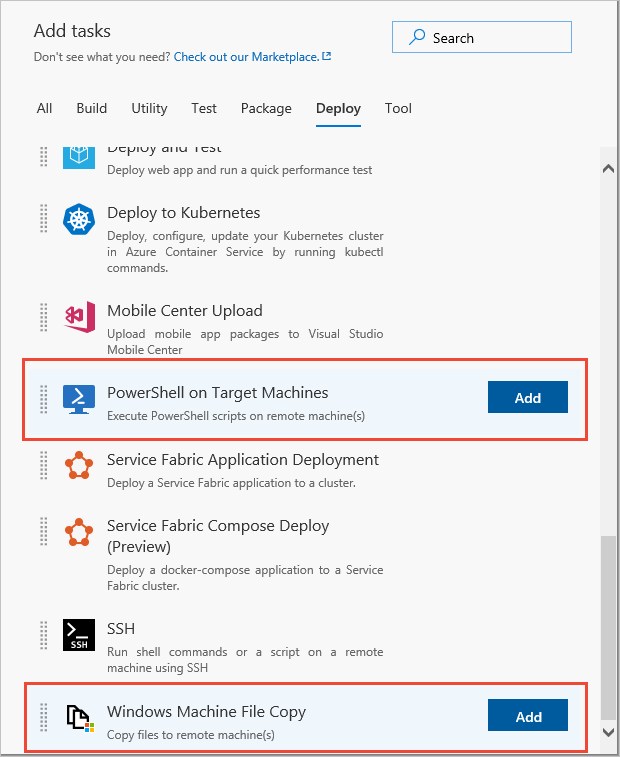 Add tasks
Search
Don't see what you need? Check out our Marketplace.
All Build Utility Test Package Deploy Tool
Deploy and Test
Deploy web app and run a quick performance test
Deploy to Kubernetes
Deploy, configure, update your Kubernetes cluster
in Azure Container Service by running kubectl
commands.
Mobile Center Upload
Upload mobile app packages to Visual Studio
Mobile Center
PowerShell on Target Machines
Add
Execute PowerShell scripts on remote machine(s)
Service Fabric Application Deployment
Deploy a Service Fabric application to a cluster.
Service Fabric Compose Deploy
(Preview)
Deploy a docker-compose application to a Service
Fabric cluster.
SSH
SSH
Run shell commands or a script on a remote
machine using SSH
Windows Machine File Copy
Add
Copy files to remote machine(s)